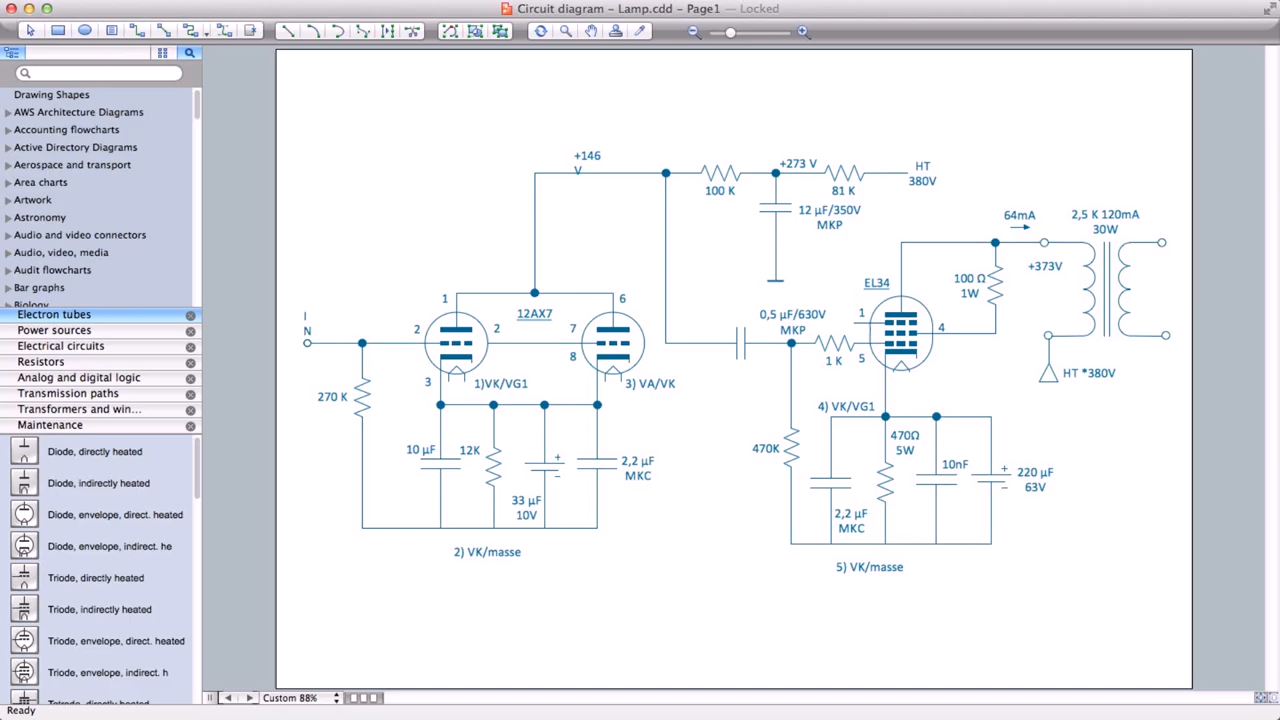 Circuit diagram – Lamp.cdd – Page1 – Locked
Drawing Shapes
AWS Architecture Diagrams
Accounting flowcharts
Active Directory Diagrams
Aerospace and transport
Area charts
Artwork
Astronomy
Audio and video connectors
Audio, video, media
Audit flowcharts
Bar graphs
Biology
Electron tubes
Power sources
Electrical circuits
Resistors
Analog and digital logic
Transmission paths
Transformers and win...
Maintenance
Diode, directly heated
Diode, indirectly heated
Diode, envelope, direct. heated
Diode, envelope, indirect. he
Triode, directly heated
Triode, indirectly heated
Triode, envelope, direct. heated
Triode, envelope, indirect. h
Tetrode, directly heated
+146
V
100 K
+273 V
81 K
HT
380V
12 µF/350V
MKP
64mA
2,5 K 120mA
30W
+373V
100 Ω
1W
EL34
1
4
5
HT *380V
I
N
1
2
3
12AX7
2
7
8
6
1)VK/VG1
3) VA/VK
0,5 µF/630V
MKP
1 K
270 K
10 µF
12K
33 µF
10V
+
–
2,2 µF
MKC
2) VK/masse
470K
4) VK/VG1
2,2 µF
MKC
470Ω
5W
10nF
+
–
220 µF
63V
5) VK/masse
Custom 88%
Ready